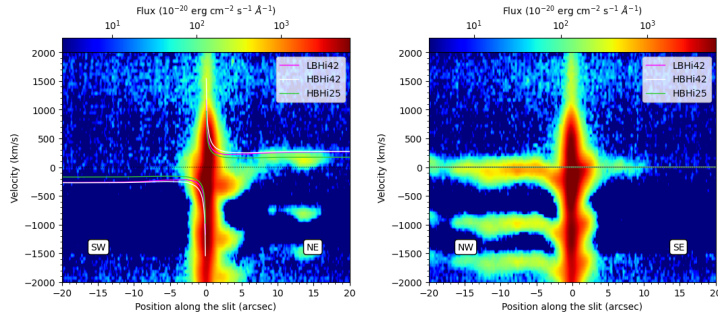 Flux (10⁻²⁰ erg cm⁻² s⁻¹ Å⁻¹)
10¹ 10² 10³
2000
1500
1000
500
0
−500
−1000
−1500
−2000
Velocity (km/s)
LBHi42
HBHi42
HBHi25
SW
NE
−20 −15 −10 −5 0 5 10 15 20
Position along the slit (arcsec)
Flux (10⁻²⁰ erg cm⁻² s⁻¹ Å⁻¹)
10¹ 10² 10³
2000
1500
1000
500
0
−500
−1000
−1500
−2000
Velocity (km/s)
LBHi42
HBHi42
HBHi25
NW
SE
−20 −15 −10 −5 0 5 10 15 20
Position along the slit (arcsec)